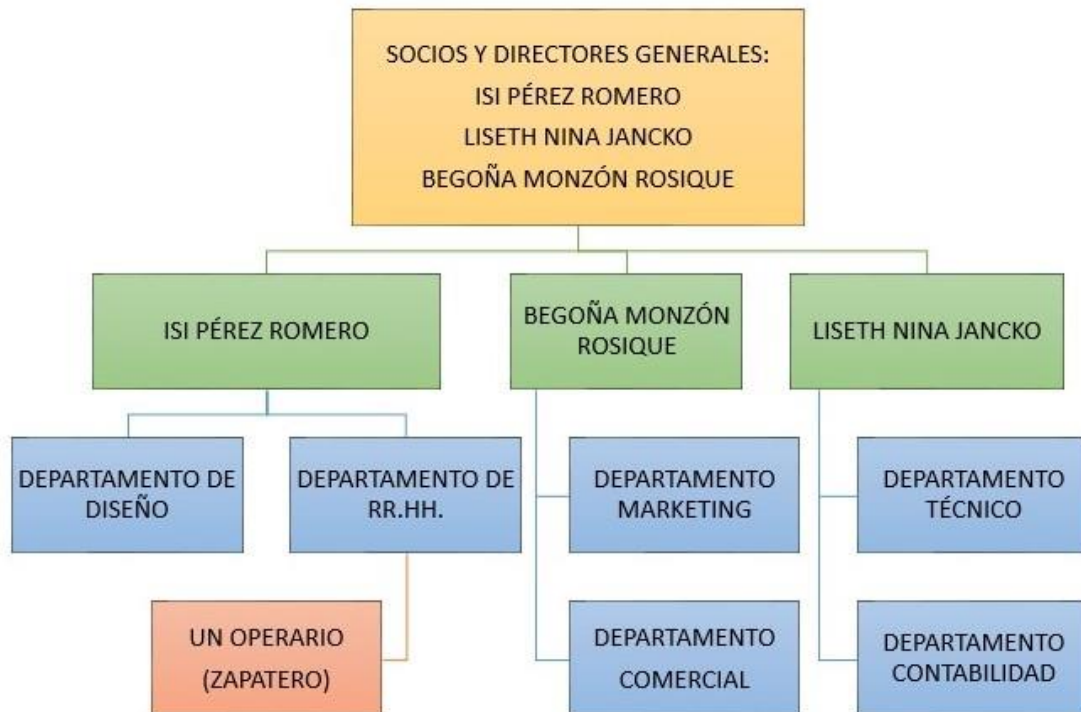 SOCIOS Y DIRECTORES GENERALES:
ISI PÉREZ ROMERO
LISETH NINA JANCKO
BEGOÑA MONZÓN ROSIQUE
ISI PÉREZ ROMERO
BEGOÑA MONZÓN
ROSIQUE
LISETH NINA JANCKO
DEPARTAMENTO DE
DISEÑO
DEPARTAMENTO DE
RR.HH.
DEPARTAMENTO
MARKETING
DEPARTAMENTO
TÉCNICO
UN OPERARIO
(ZAPATERO)
DEPARTAMENTO
COMERCIAL
DEPARTAMENTO
CONTABILIDAD